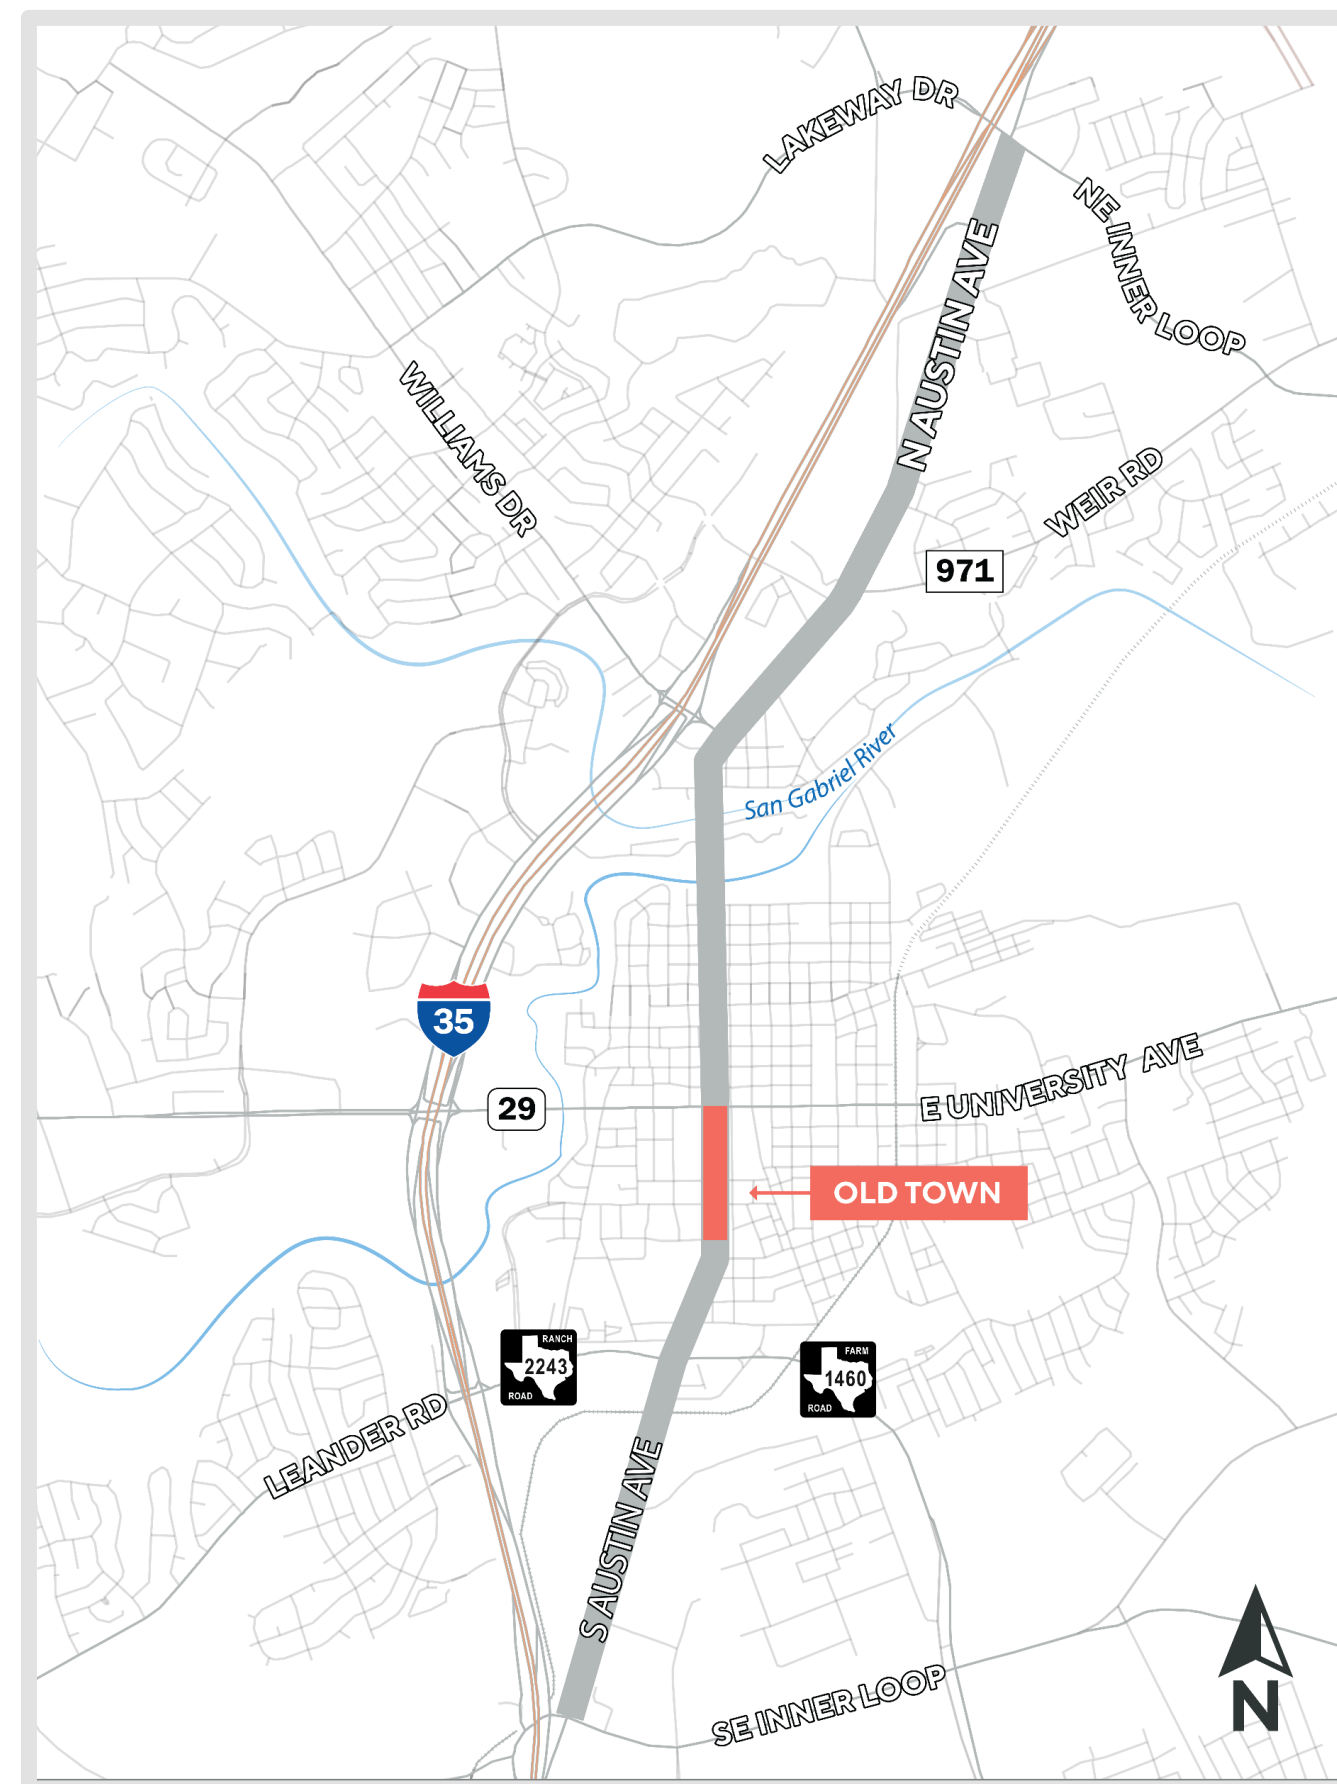 LAKEWAY DR
NE INNER LOOP
N AUSTIN AVE
WILLIAMS DR
WEIR RD
971
San Gabriel River
35
29
E UNIVERSITY AVE
OLD TOWN
RANCH
2243
ROAD
FARM
1460
ROAD
LEANDER RD
S AUSTIN AVE
SE INNER LOOP
N